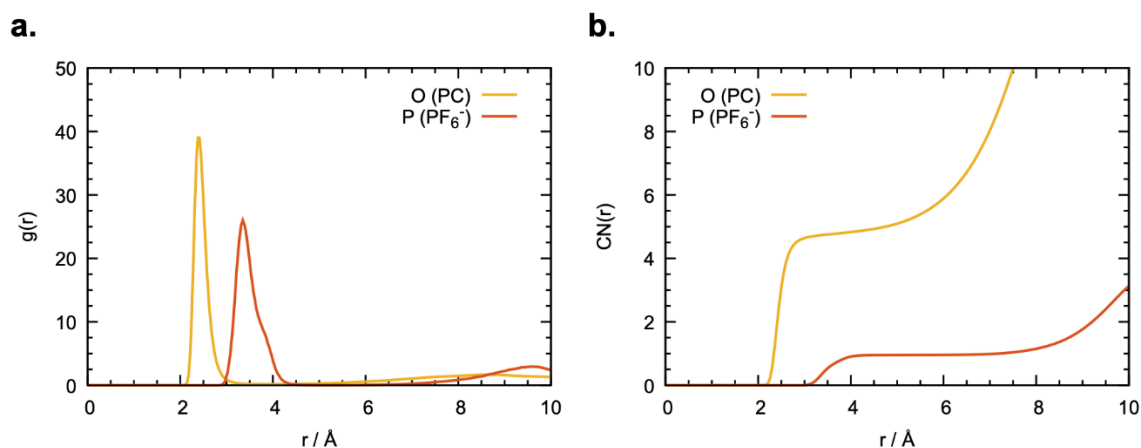 a.
50
40
30
20
10
0
0 2 4 6 8 10
g(r)
r / Å
O (PC)
P (PF₆⁻)
b.
10
8
6
4
2
0
0 2 4 6 8 10
CN(r)
r / Å
O (PC)
P (PF₆⁻)